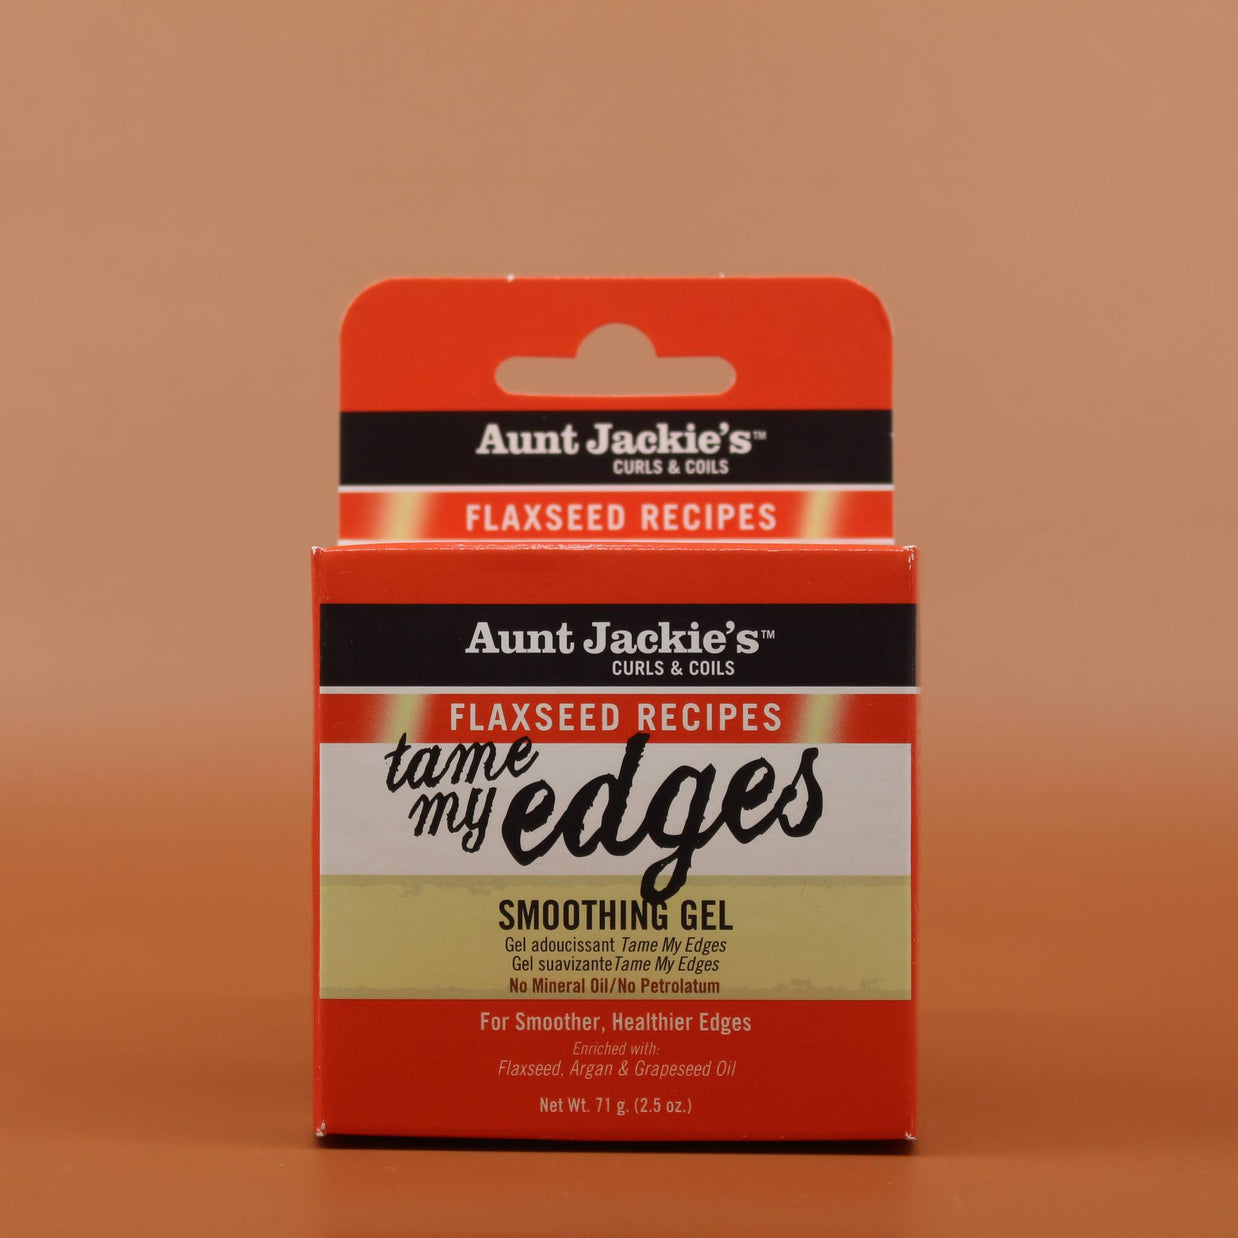 Aunt Jackie's™
CURLS & COILS
FLAXSEED RECIPES
Aunt Jackie's™
CURLS & COILS
FLAXSEED RECIPES
tame
my edges
SMOOTHING GEL
Gel adoucissant Tame My Edges
Gel suavizante Tame My Edges
No Mineral Oil/No Petrolatum
For Smoother, Healthier Edges
Enriched with:
Flaxseed, Argan & Grapeseed Oil
Net Wt. 71 g. (2.5 oz.)